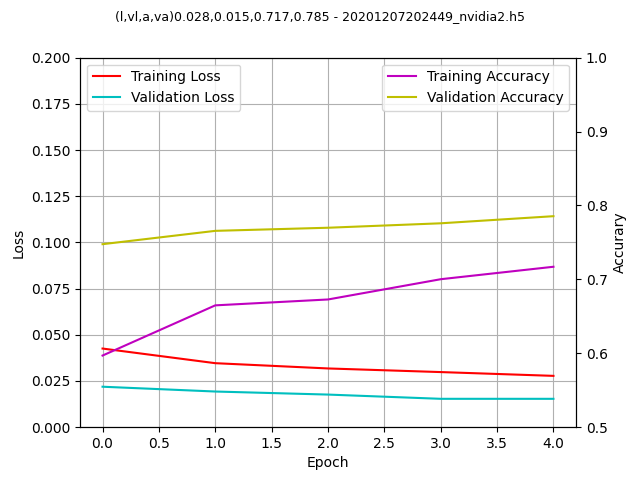 (l,vl,a,va)0.028,0.015,0.717,0.785 - 20201207202449_nvidia2.h5
Training Loss
Validation Loss
Training Accuracy
Validation Accuracy
0.200
0.175
0.150
0.125
0.100
0.075
0.050
0.025
0.000
Loss
1.0
0.9
0.8
0.7
0.6
0.5
Accurary
0.0 0.5 1.0 1.5 2.0 2.5 3.0 3.5 4.0
Epoch